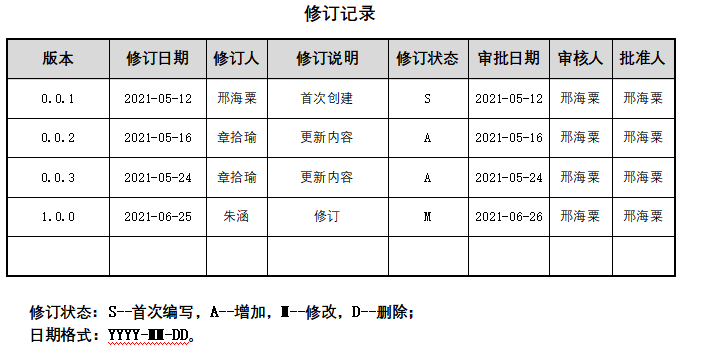 修订记录
版本 修订日期 修订人 修订说明 修订状态 审批日期 审核人 批准人
0.0.1 2021-05-12 邢海粟 首次创建 S 2021-05-12 邢海粟 邢海粟
0.0.2 2021-05-16 章拾瑜 更新内容 A 2021-05-16 邢海粟 邢海粟
0.0.3 2021-05-24 章拾瑜 更新内容 A 2021-05-24 邢海粟 邢海粟
1.0.0 2021-06-25 朱涵 修订 M 2021-06-26 邢海粟 邢海粟
修订状态：S--首次编写，A--增加，M--修改，D--删除；
日期格式：YYYY-MM-DD。